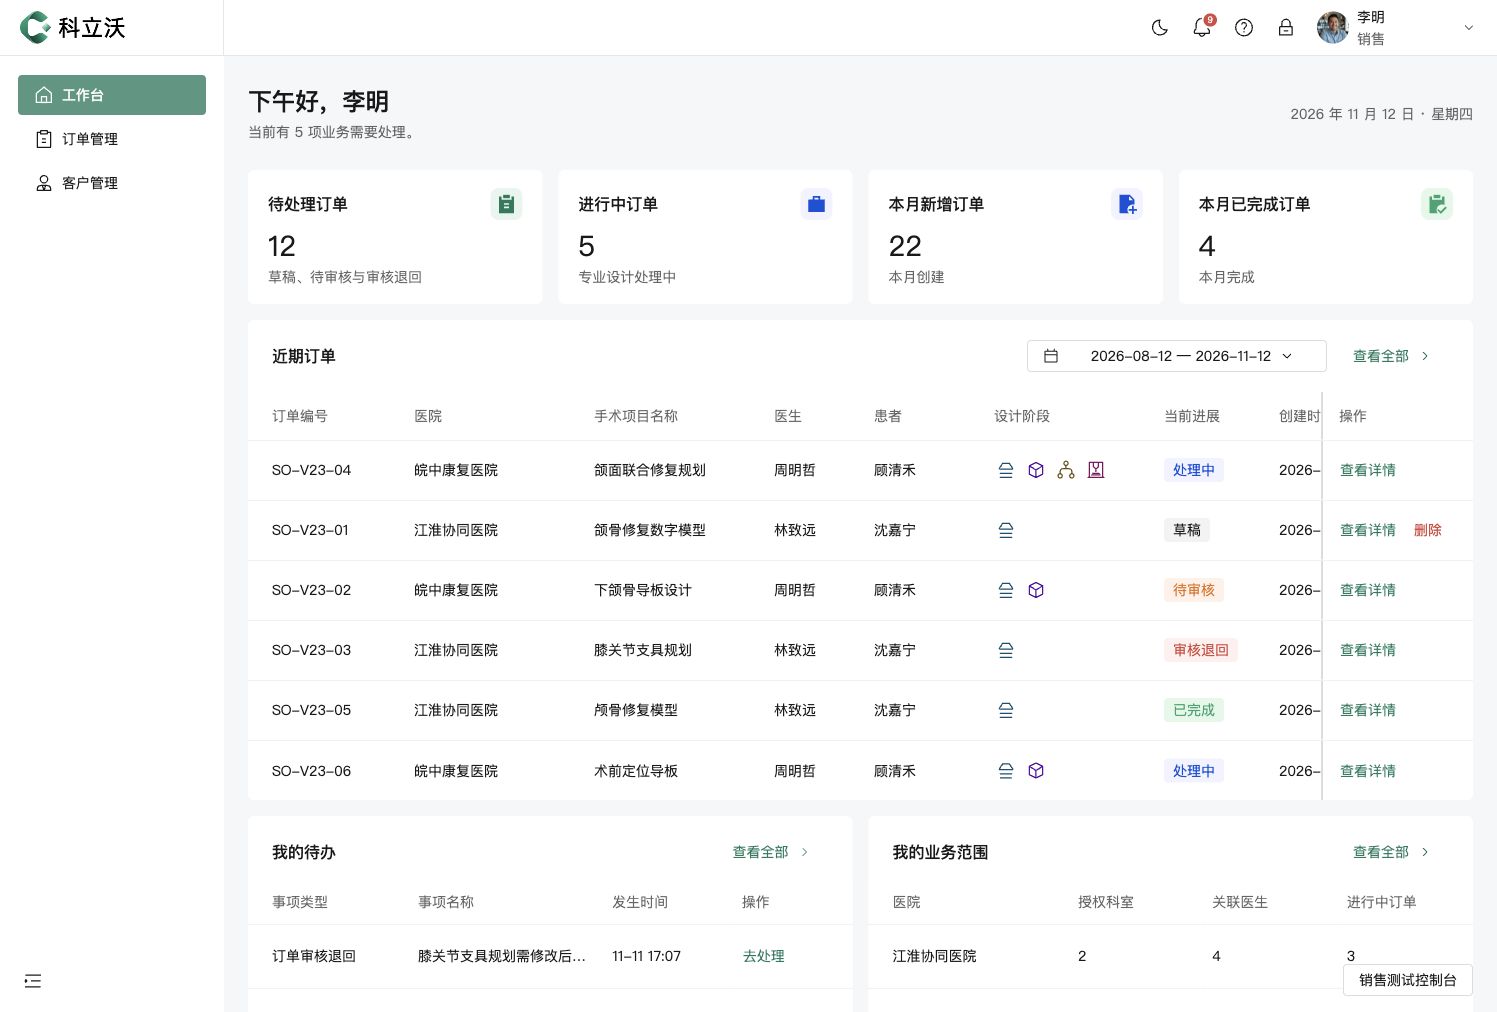 科立沃
9
李明
销售
工作台
订单管理
客户管理
下午好，李明
当前有 5 项业务需要处理。
2026 年 11 月 12 日 · 星期四
待处理订单
12
草稿、待审核与审核退回
进行中订单
5
专业设计处理中
本月新增订单
22
本月创建
本月已完成订单
4
本月完成
近期订单
2026-08-12 — 2026-11-12
查看全部
订单编号 医院 手术项目名称 医生 患者 设计阶段 当前进展 创建时 操作
SO-V23-04 皖中康复医院 颌面联合修复规划 周明哲 顾清禾 处理中 2026- 查看详情
SO-V23-01 江淮协同医院 颌骨修复数字模型 林致远 沈嘉宁 草稿 2026- 查看详情 删除
SO-V23-02 皖中康复医院 下颌骨导板设计 周明哲 顾清禾 待审核 2026- 查看详情
SO-V23-03 江淮协同医院 膝关节支具规划 林致远 沈嘉宁 审核退回 2026- 查看详情
SO-V23-05 江淮协同医院 颅骨修复模型 林致远 沈嘉宁 已完成 2026- 查看详情
SO-V23-06 皖中康复医院 术前定位导板 周明哲 顾清禾 处理中 2026- 查看详情
我的待办
查看全部
事项类型 事项名称 发生时间 操作
订单审核退回 膝关节支具规划需修改后... 11-11 17:07 去处理
我的业务范围
查看全部
医院 授权科室 关联医生 进行中订单
江淮协同医院 2 4 3
销售测试控制台